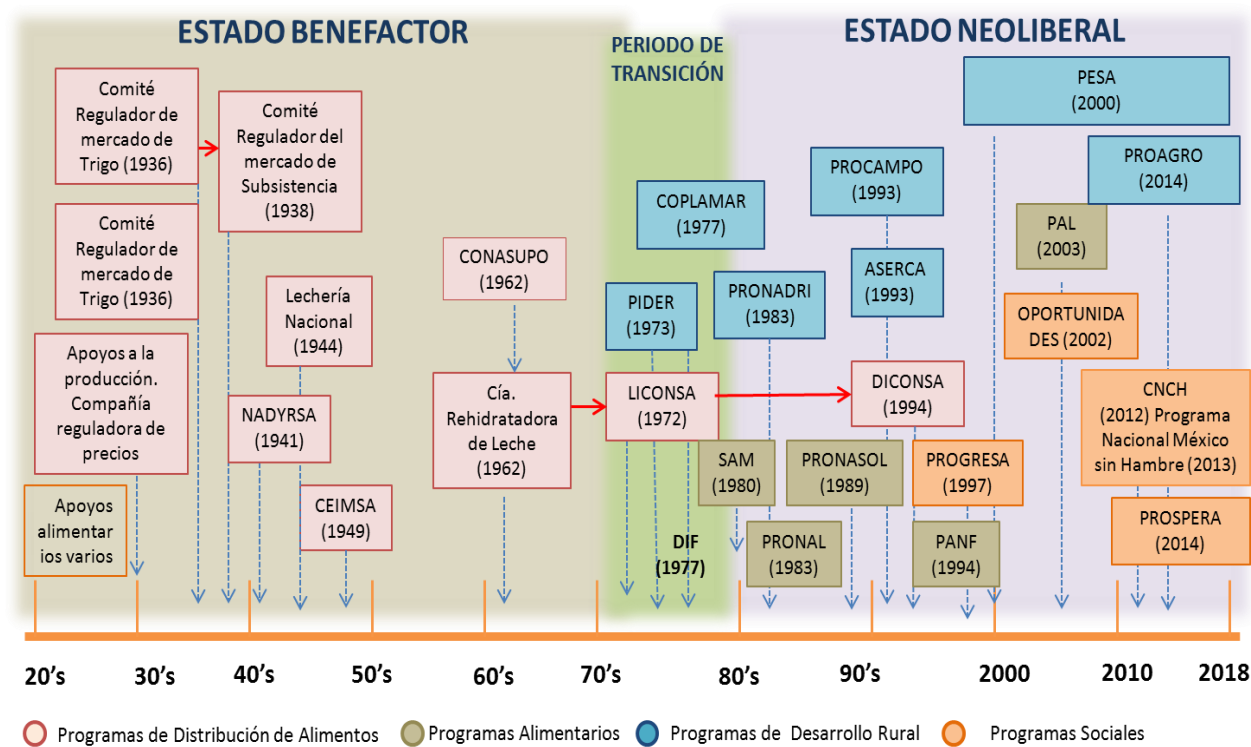 ESTADO BENEFACTOR
PERIODO DE
TRANSICIÓN
ESTADO NEOLIBERAL
Comité
Regulador de
mercado de
Trigo (1936)
Comité
Regulador del
mercado de
Subsistencia
(1938)
Comité
Regulador de
mercado de
Trigo (1936)
Apoyos a la
producción.
Compañía
reguladora de
precios
Apoyos
alimentar
ios varios
Lechería
Nacional
(1944)
NADYRSA
(1941)
CEIMSA
(1949)
CONASUPO
(1962)
Cía.
Rehidratadora
de Leche
(1962)
COPLAMAR
(1977)
PIDER
(1973)
LICONSA
(1972)
DIF
(1977)
PRONADRI
(1983)
SAM
(1980)
PRONAL
(1983)
PROCAMPO
(1993)
ASERCA
(1993)
DICONSA
(1994)
PRONASOL
(1989)
PROGRESA
(1997)
PANF
(1994)
PESA
(2000)
PROAGRO
(2014)
PAL
(2003)
OPORTUNIDA
DES (2002)
CNCH
(2012) Programa
Nacional México
sin Hambre (2013)
PROSPERA
(2014)
20’s 30’s 40’s 50’s 60’s 70’s 80’s 90’s 2000 2010 2018
Programas de Distribución de Alimentos Programas Alimentarios Programas de Desarrollo Rural Programas Sociales